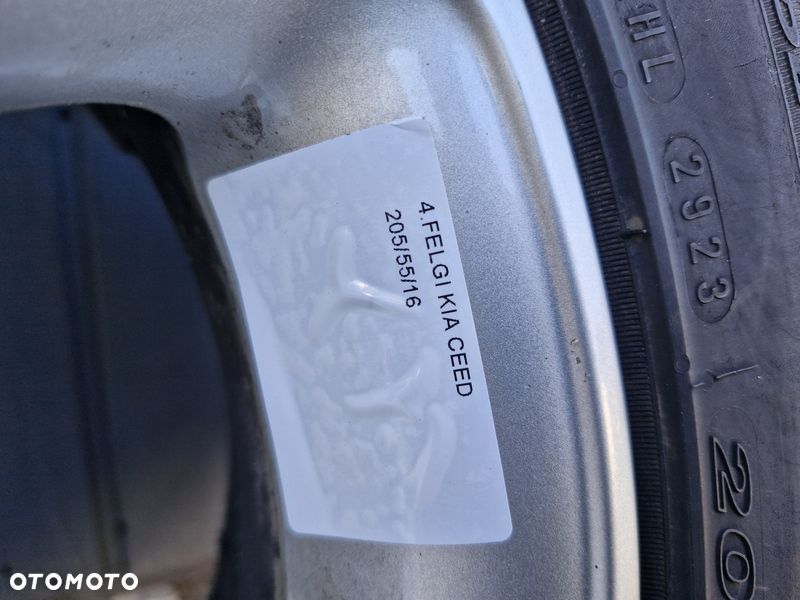 4.FELGI KIA CEED
205/55/16
HL
2923
20
OTOMOTO